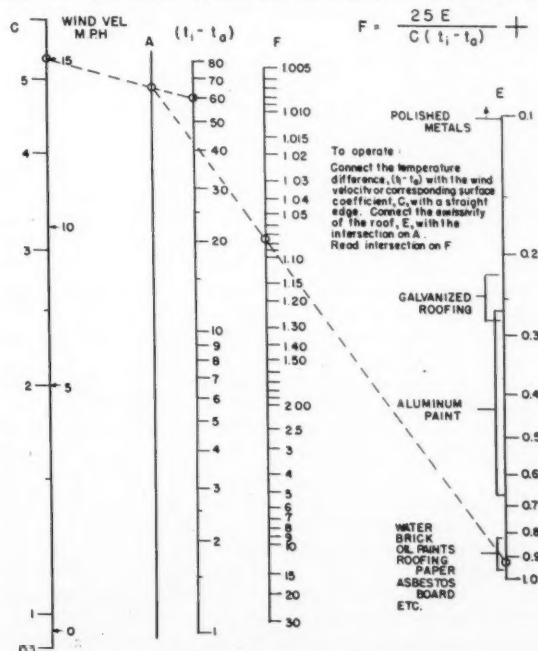 C
WIND VEL
M PH
A
(ti - ta)
F
F = 25 E / C ( ti - ta ) +
E
15
5
4
10
3
2
5
1
0
03
80
70
60
50
40
30
20
10
9
8
7
6
5
4
3
2
1
1.005
1.010
1.015
1.02
1.03
1.04
1.05
1.10
1.15
1.20
1.30
1.40
1.50
2.00
2.5
3
4
5
6
7
8
9
10
15
20
30
To operate
Connect the temperature
difference, (ti - ta) with the wind
velocity or corresponding surface
coefficient, C, with a straight
edge. Connect the emissivity
of the roof, E, with the
intersection on A.
Read intersection on F
POLISHED
METALS
GALVANIZED
ROOFING
ALUMINUM
PAINT
WATER
BRICK
OIL PAINTS
ROOFING
PAPER
ASBESTOS
BOARD
ETC.
0.1
0.2
0.3
0.4
0.5
0.6
0.7
0.8
0.9
1.0